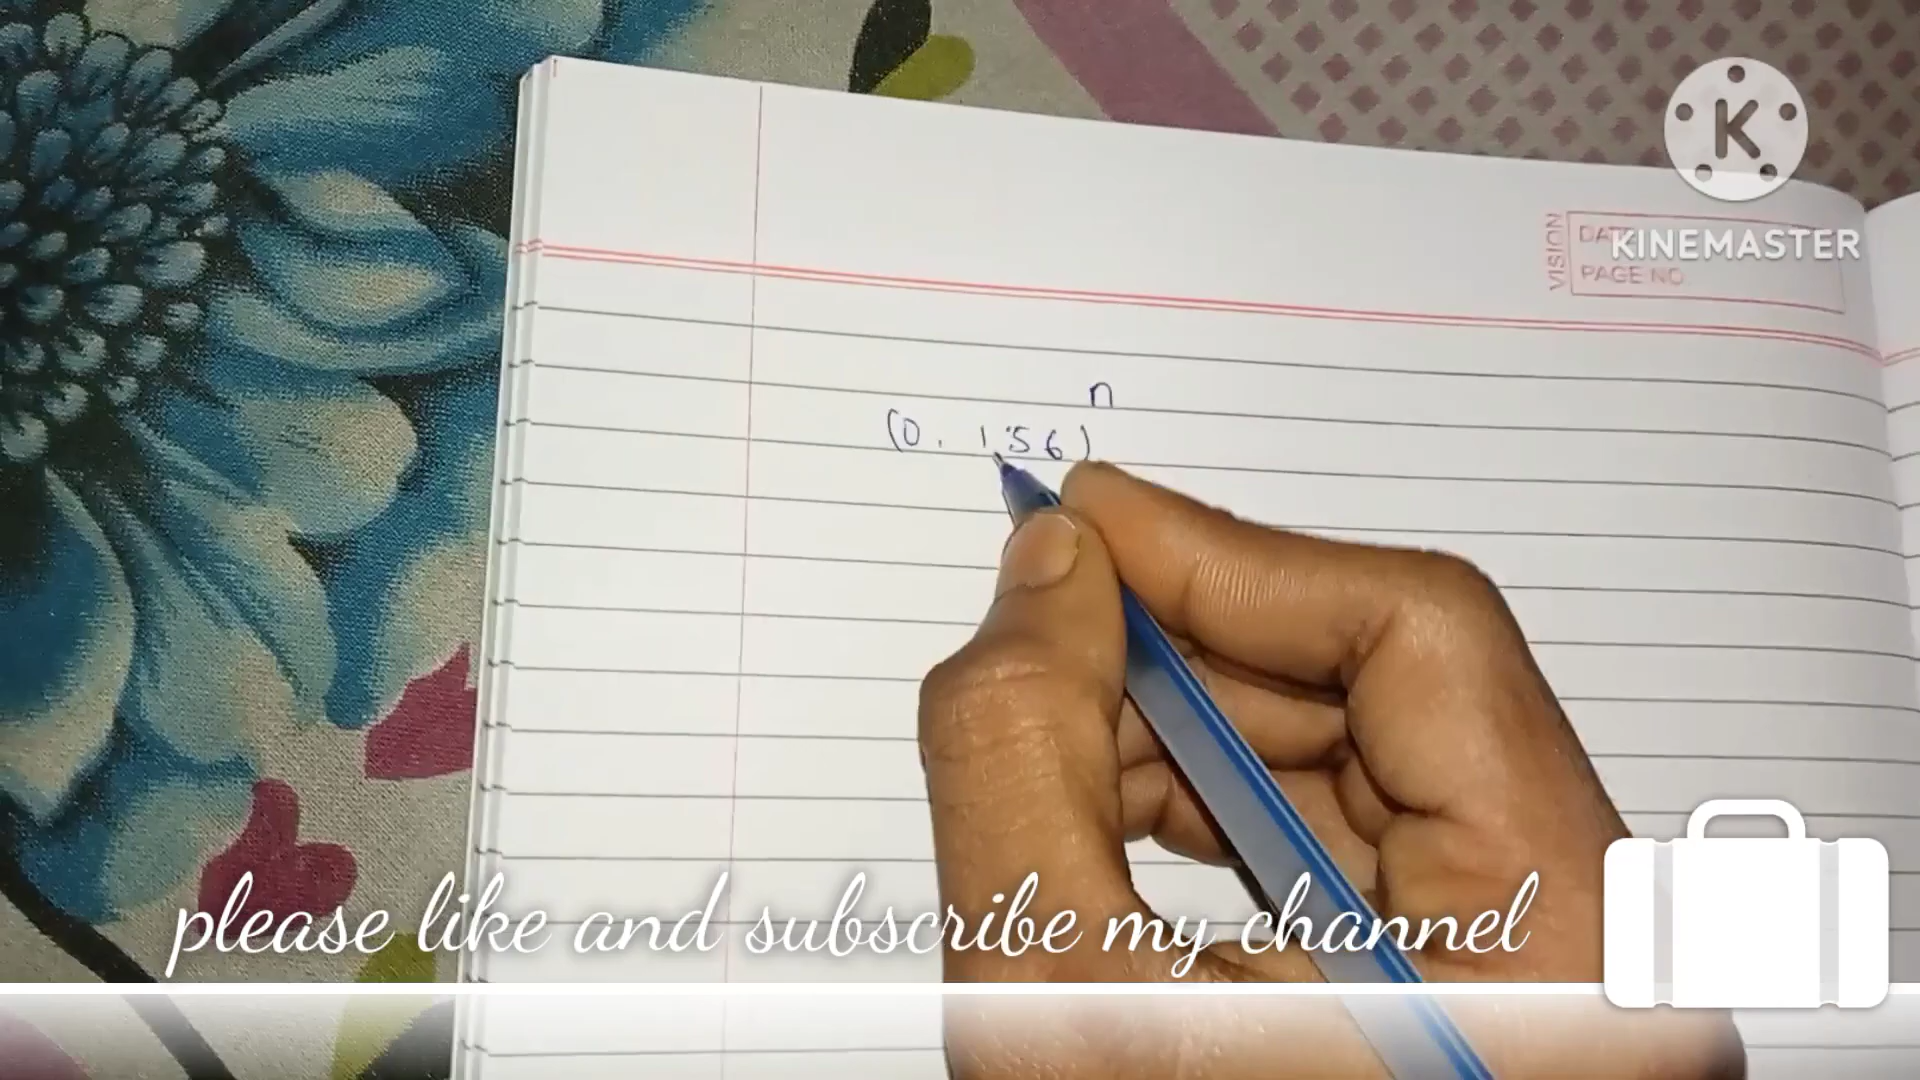 K
KINEMASTER
VISION
DATE
PAGE NO.
n
(0.156)
please like and subscribe my channel